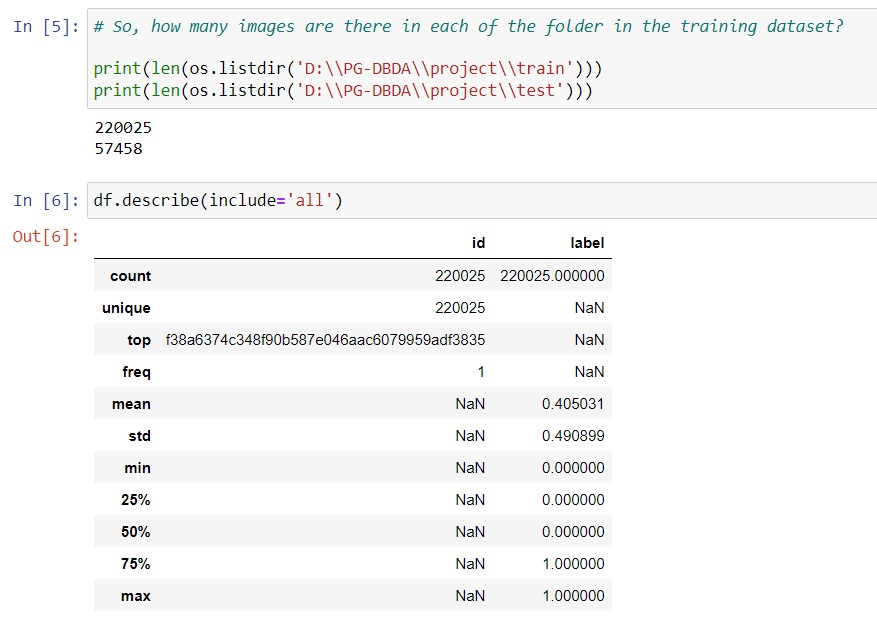 In [5]: # So, how many images are there in each of the folder in the training dataset?
print(len(os.listdir('D:\\PG-DBDA\\project\\train')))
print(len(os.listdir('D:\\PG-DBDA\\project\\test')))
220025
57458
In [6]: df.describe(include='all')
Out[6]:
id label
count 220025 220025.000000
unique 220025 NaN
top f38a6374c348f90b587e046aac6079959adf3835 NaN
freq 1 NaN
mean NaN 0.405031
std NaN 0.490899
min NaN 0.000000
25% NaN 0.000000
50% NaN 0.000000
75% NaN 1.000000
max NaN 1.000000